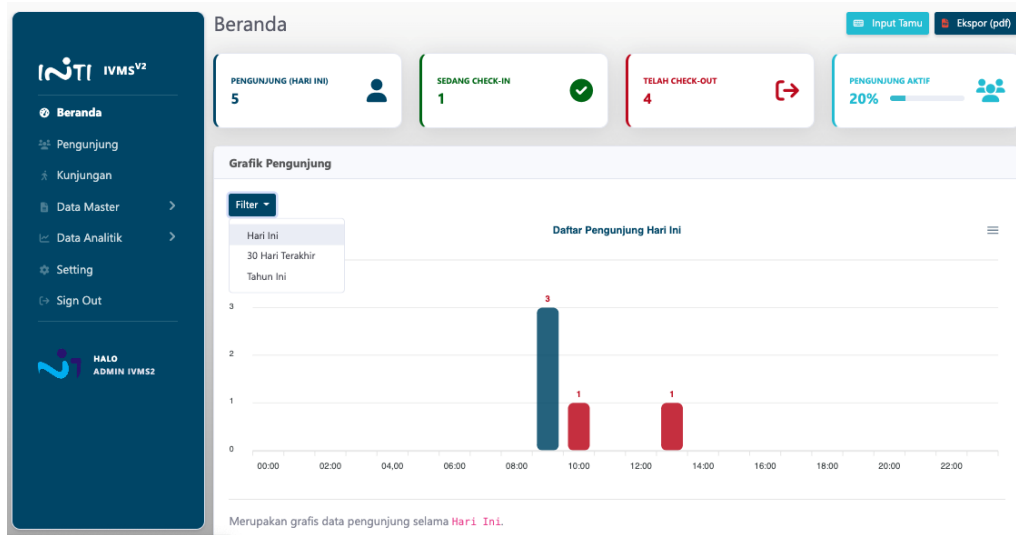 Beranda
Input Tamu
Ekspor (pdf)
INTI IVMS V2
Beranda
Pengunjung
Kunjungan
Data Master
Data Analitik
Setting
Sign Out
HALO
ADMIN IVMS2
PENGUNJUNG (HARI INI)
5
SEDANG CHECK-IN
1
TELAH CHECK-OUT
4
PENGUNJUNG AKTIF
20%
Grafik Pengunjung
Filter
Hari Ini
30 Hari Terakhir
Tahun Ini
Daftar Pengunjung Hari Ini
3
2
1
0
3
1
1
00:00 02:00 04,00 06:00 08:00 10:00 12:00 14:00 16:00 18:00 20:00 22:00
Merupakan grafis data pengunjung selama Hari Ini.